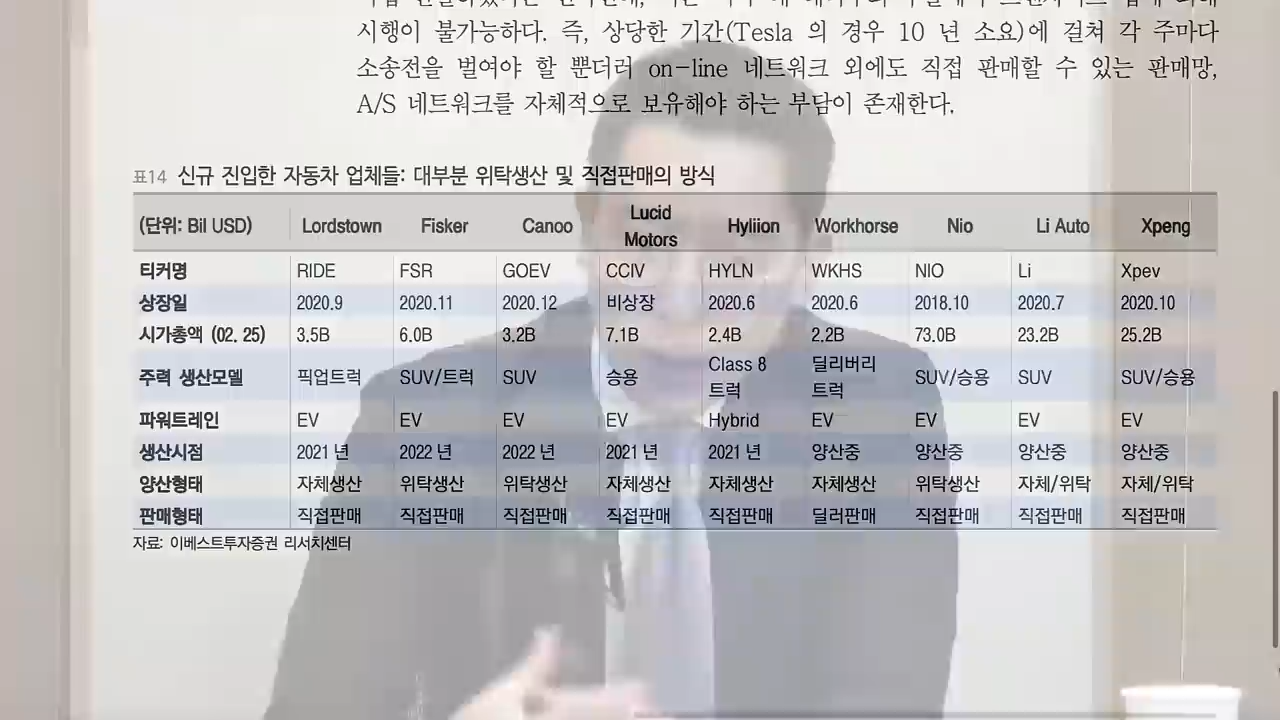 시행이 불가능하다. 즉, 상당한 기간(Tesla 의 경우 10 년 소요)에 걸쳐 각 주마다
소송전을 벌여야 할 뿐더러 on-line 네트워크 외에도 직접 판매할 수 있는 판매망,
A/S 네트워크를 자체적으로 보유해야 하는 부담이 존재한다.
표14 신규 진입한 자동차 업체들: 대부분 위탁생산 및 직접판매의 방식
(단위: Bil USD) Lordstown Fisker Canoo Lucid Motors Hyliion Workhorse Nio Li Auto Xpeng
티커명 RIDE FSR GOEV CCIV HYLN WKHS NIO Li Xpev
상장일 2020.9 2020.11 2020.12 비상장 2020.6 2020.6 2018.10 2020.7 2020.10
시가총액 (02. 25) 3.5B 6.0B 3.2B 7.1B 2.4B 2.2B 73.0B 23.2B 25.2B
주력 생산모델 픽업트럭 SUV/트럭 SUV 승용 Class 8 트럭 딜리버리 트럭 SUV/승용 SUV SUV/승용
파워트레인 EV EV EV EV Hybrid EV EV EV EV
생산시점 2021 년 2022 년 2022 년 2021 년 2021 년 양산중 양산중 양산중 양산중
양산형태 자체생산 위탁생산 위탁생산 자체생산 자체생산 자체생산 위탁생산 자체/위탁 자체/위탁
판매형태 직접판매 직접판매 직접판매 직접판매 직접판매 딜러판매 직접판매 직접판매 직접판매
자료: 이베스트투자증권 리서치센터